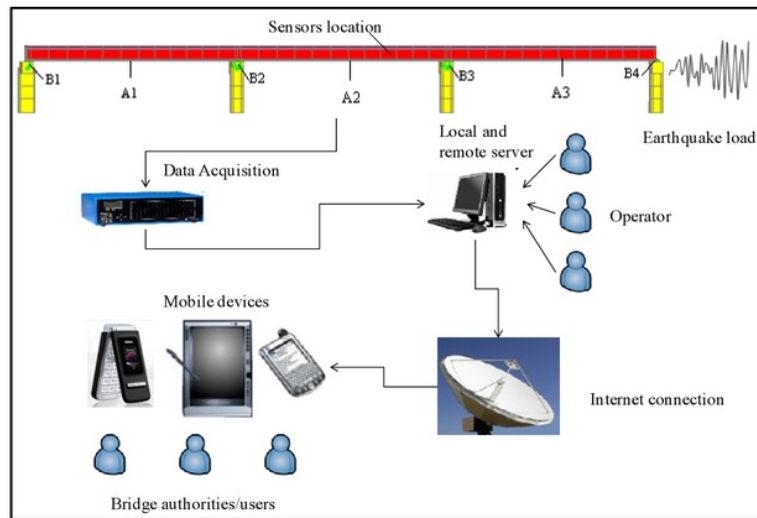 Sensors location
B1
B2
B3
B4
A1
A2
A3
Earthquake load
Local and
remote server
Data Acquisition
Operator
Mobile devices
Internet connection
Bridge authorities/users